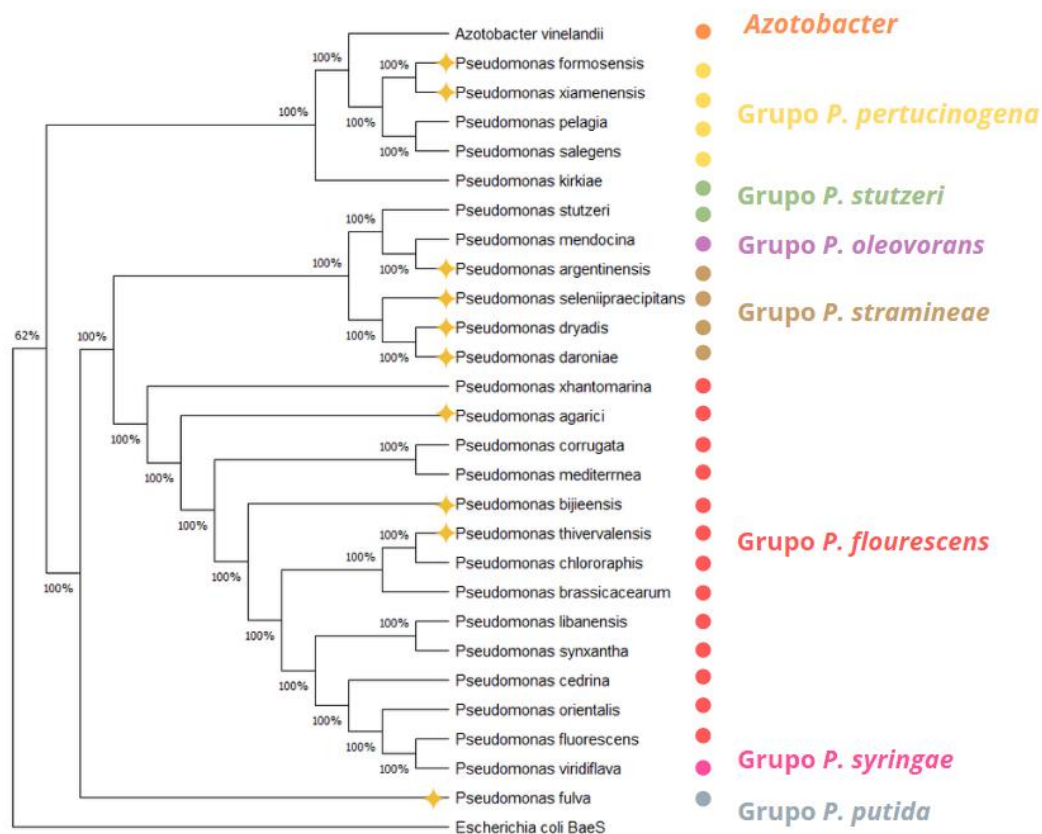 Azotobacter vinelandii
Azotobacter
100%
100%
Pseudomonas formosensis
Pseudomonas xiamenensis
100%
100%
Grupo P. pertucinogena
Pseudomonas pelagia
100%
Pseudomonas salegens
Pseudomonas kirkiae
Grupo P. stutzeri
100%
Pseudomonas stutzeri
Pseudomonas mendocina
Grupo P. oleovorans
100%
100%
Pseudomonas argentinensis
Pseudomonas seleniipraecipitans
Grupo P. stramineae
100%
Pseudomonas dryadis
62%
100%
100%
Pseudomonas daroniae
Pseudomonas xhantomarina
Pseudomonas agarici
100%
100%
Pseudomonas corrugata
100%
Pseudomonas mediterrnea
Pseudomonas bijieensis
100%
100%
Pseudomonas thivervalensis
Grupo P. flourescens
100%
Pseudomonas chlororaphis
100%
Pseudomonas brassicacearum
100%
Pseudomonas libanensis
100%
Pseudomonas synxantha
Pseudomonas cedrina
100%
Pseudomonas orientalis
100%
Pseudomonas fluorescens
100%
Grupo P. syringae
Pseudomonas viridiflava
100%
Pseudomonas fulva
Grupo P. putida
Escherichia coli BaeS